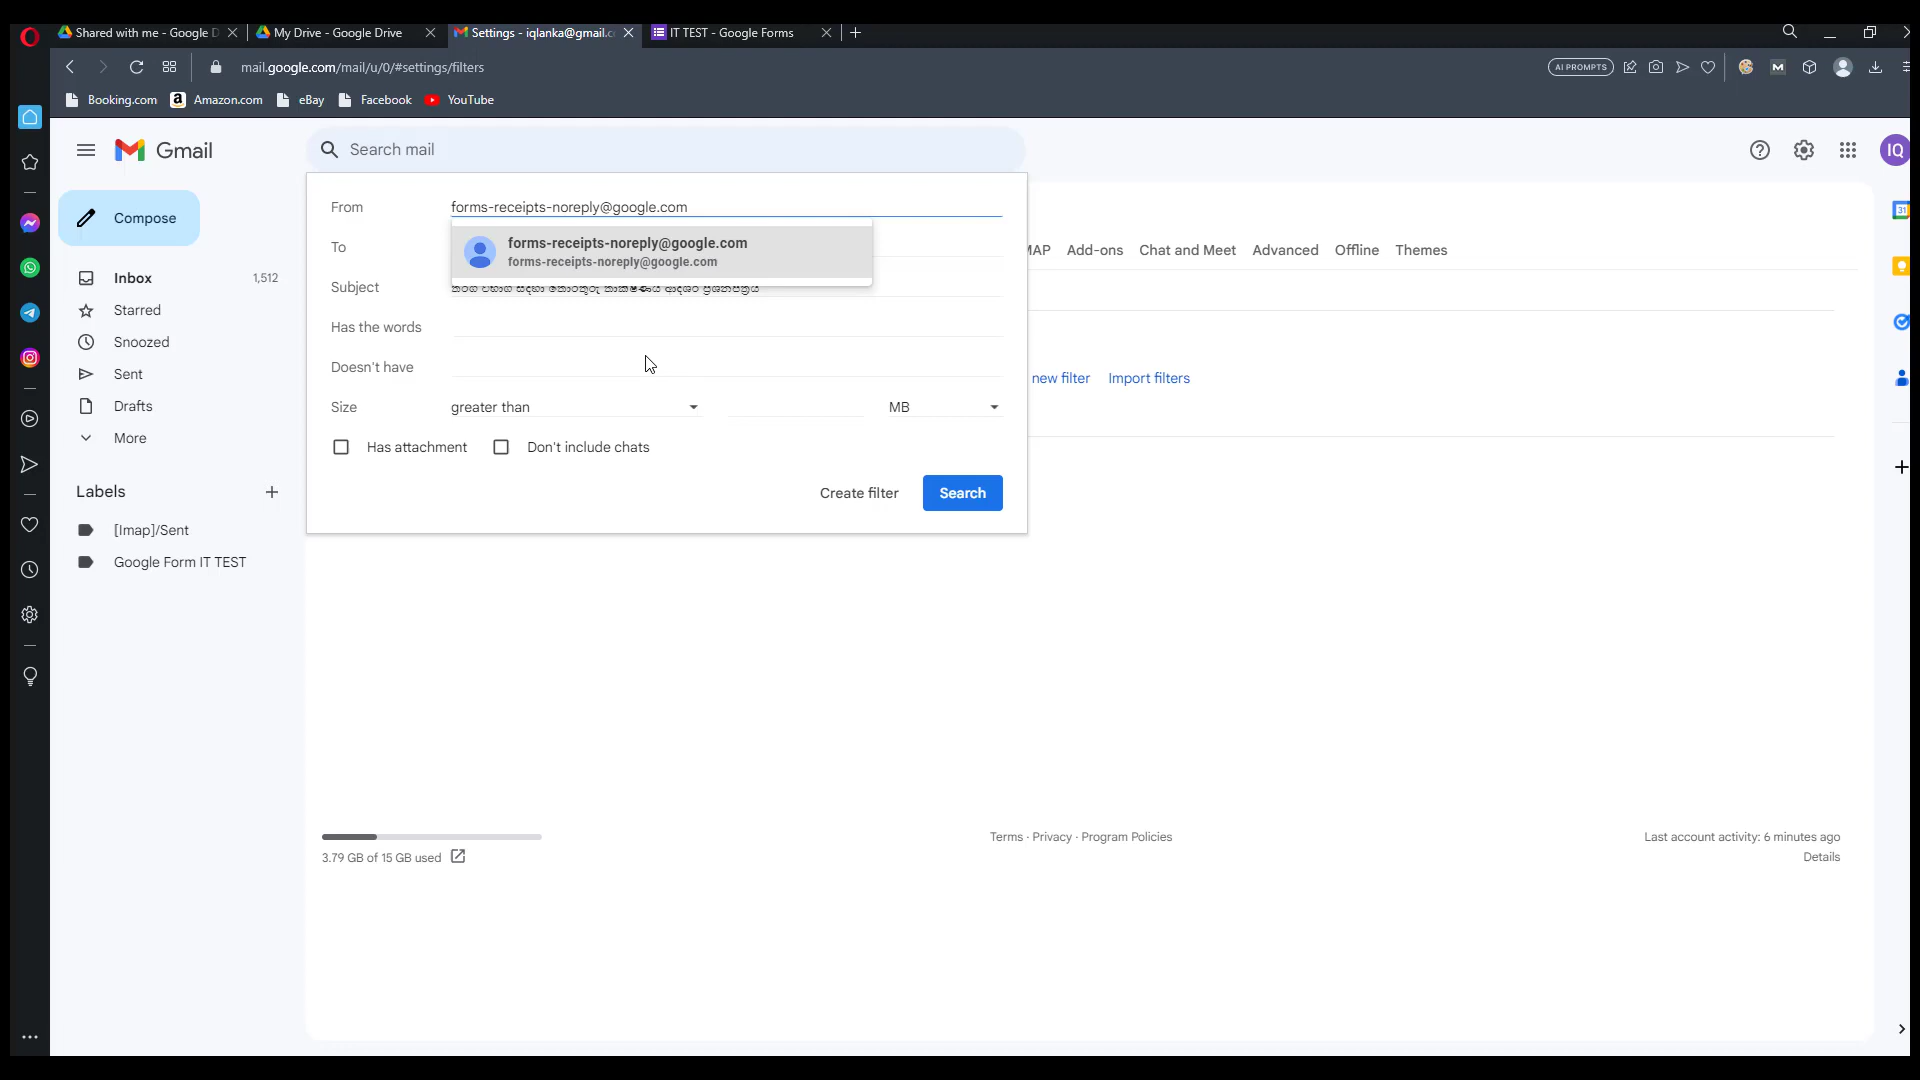 Shared with me - Google D
My Drive - Google Drive
Settings - iqlanka@gmail.c
IT TEST - Google Forms
mail.google.com/mail/u/0/#settings/filters
AI PROMPTS
Booking.com
Amazon.com
eBay
Facebook
YouTube
Gmail
Search mail
IQ
Compose
Inbox 1,512
Starred
Snoozed
Sent
Drafts
More
Labels
[Imap]/Sent
Google Form IT TEST
From forms-receipts-noreply@google.com
forms-receipts-noreply@google.com
forms-receipts-noreply@google.com
To
Subject
Has the words
Doesn't have
Size greater than MB
Has attachment Don't include chats
Create filter Search
MAP Add-ons Chat and Meet Advanced Offline Themes
new filter Import filters
3.79 GB of 15 GB used
Terms · Privacy · Program Policies
Last account activity: 6 minutes ago
Details